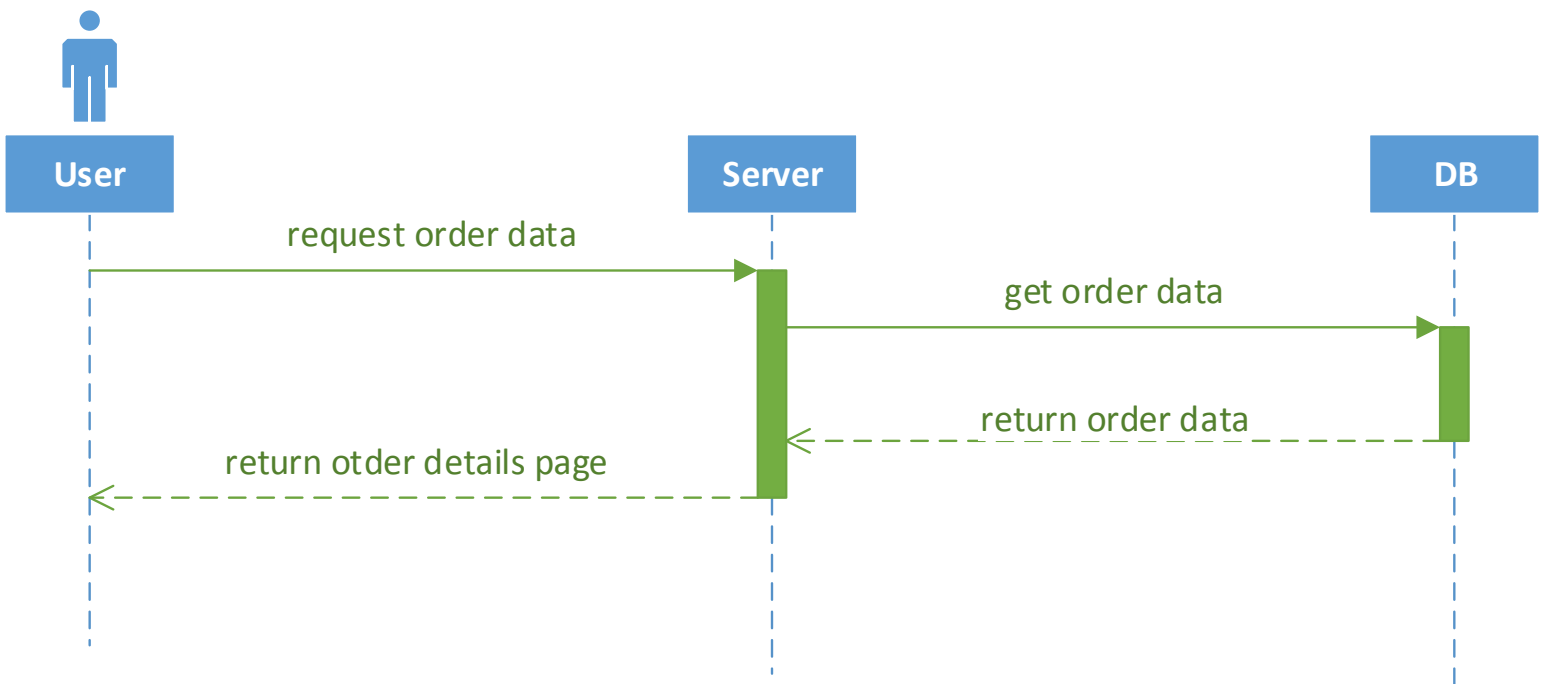 User
Server
DB
request order data
get order data
return order data
return otder details page